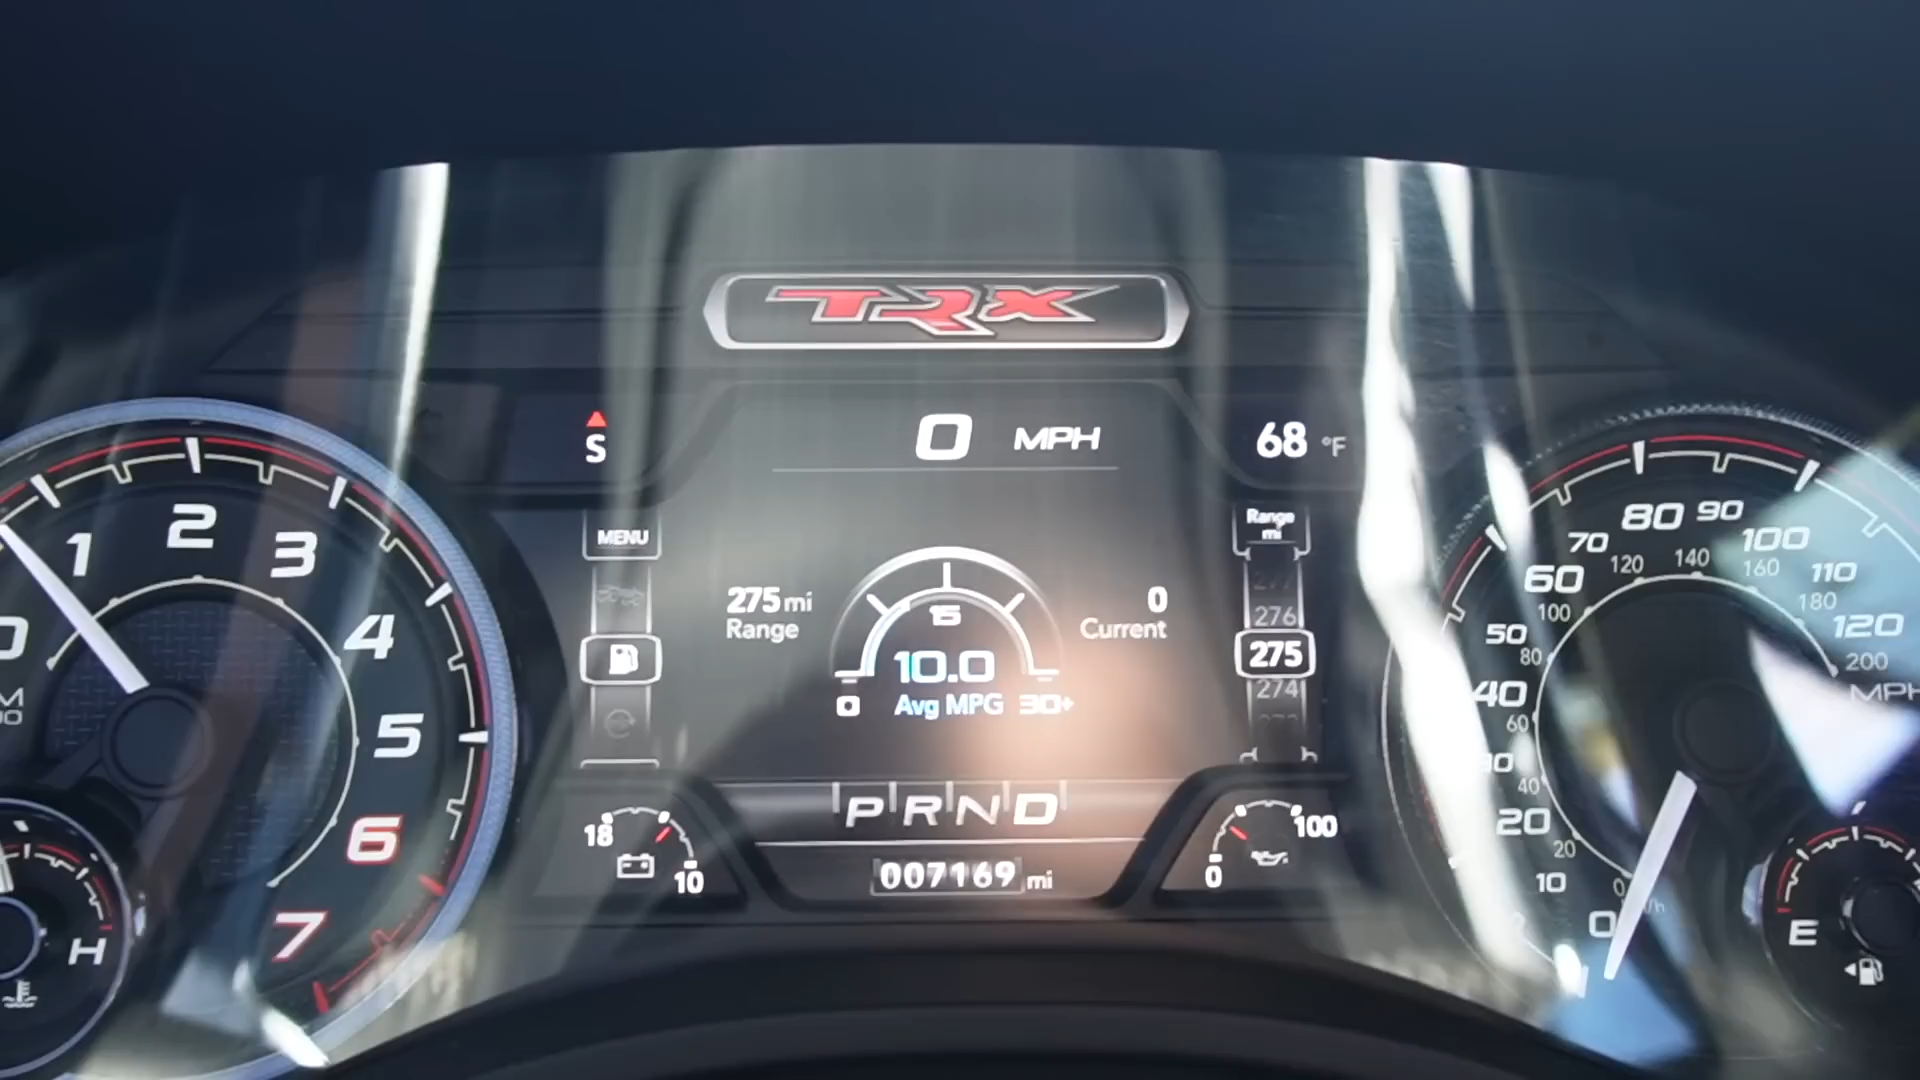 TRX
S
0 MPH
68 °F
MENU
Range
mi
277
276
275
274
275 mi
Range
15
10.0
0 Avg MPG 30+
0
Current
P R N D
007169 mi
18
10
100
0
0
1
2
3
4
5
6
7
H
0
10
20
40
50
60
70
80
90
100
110
120
MPH
0
20
40
60
80
100
120
140
160
180
200
E